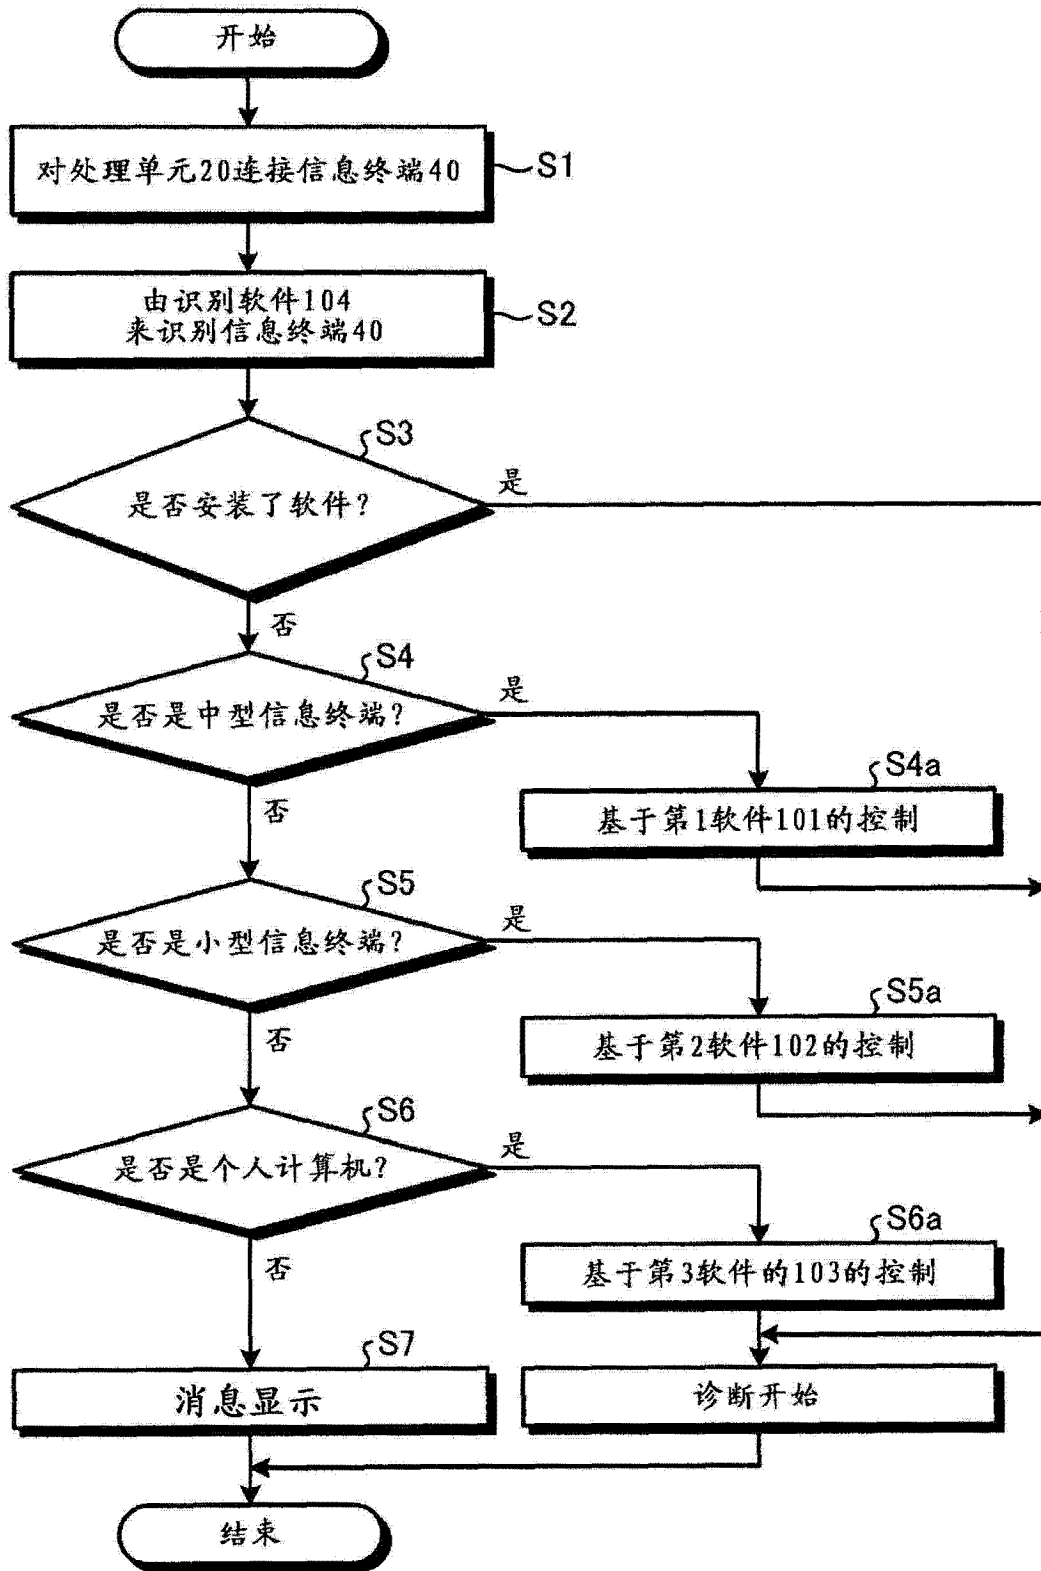 开始
对处理单元20连接信息终端40
S1
由识别软件104
来识别信息终端40
S2
S3
是否安装了软件?
是
否
S4
是否是中型信息终端?
是
S4a
基于第1软件101的控制
否
S5
是否是小型信息终端?
是
S5a
基于第2软件102的控制
否
S6
是否是个人计算机?
是
S6a
基于第3软件的103的控制
否
S7
消息显示
诊断开始
结束